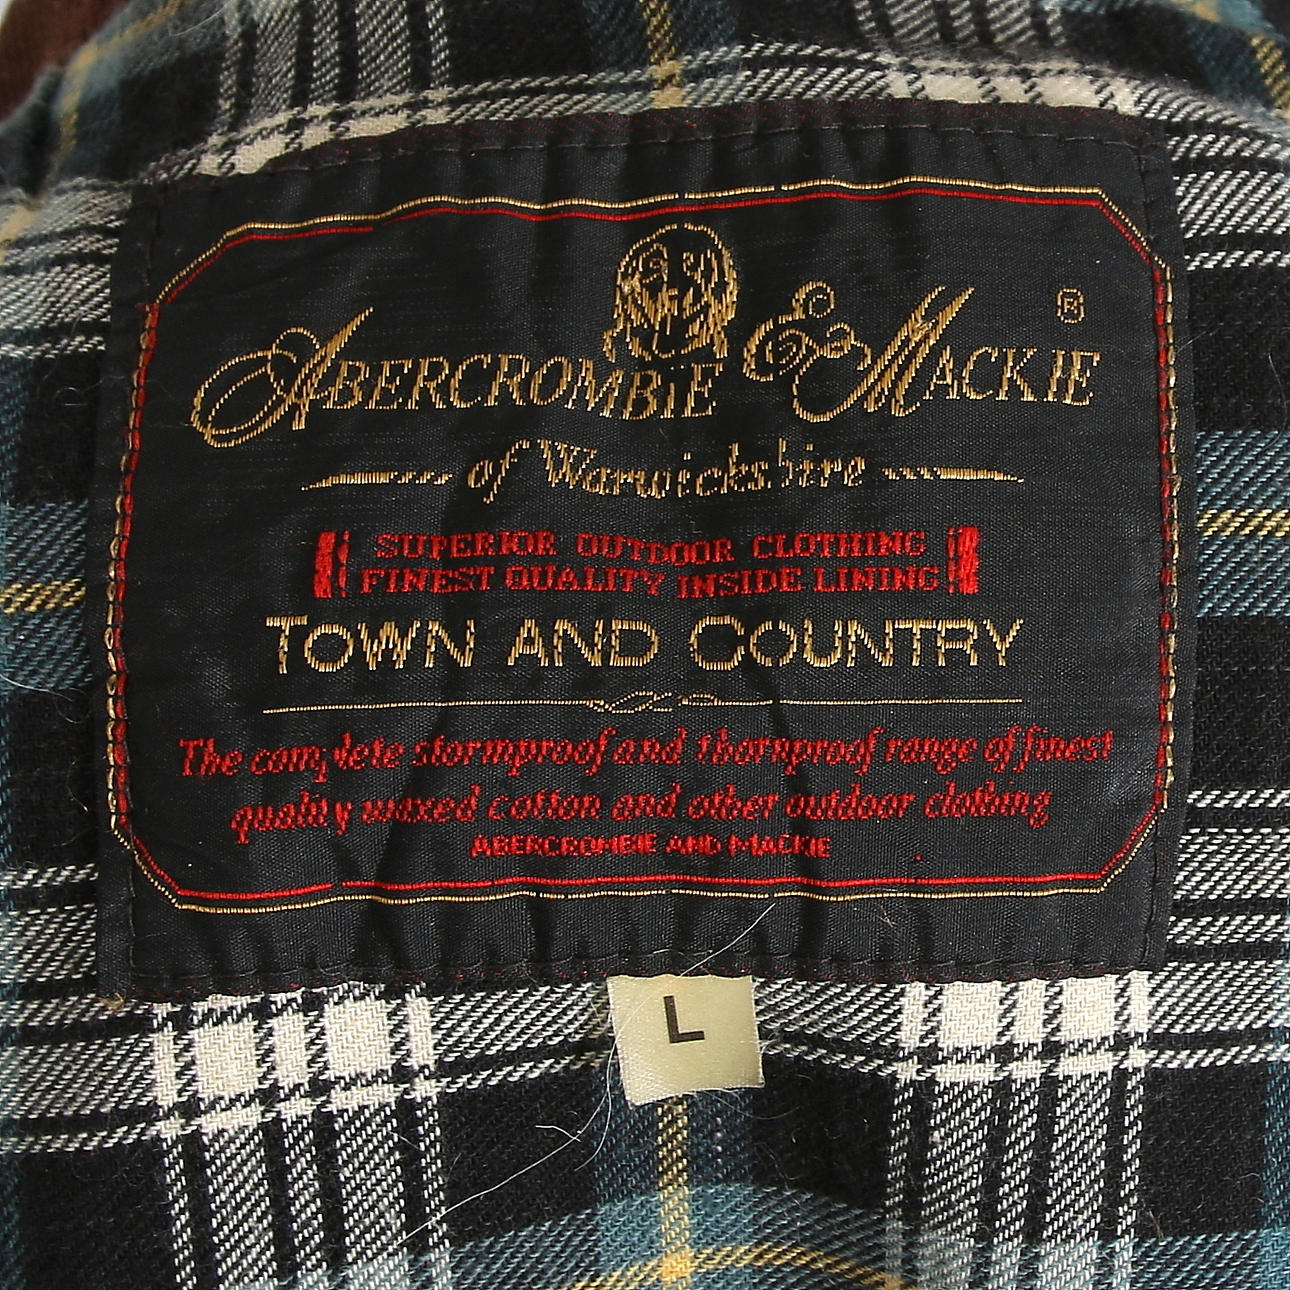 ABERCROMBIE & MACKIE ®
of Warwickshire
SUPERIOR OUTDOOR CLOTHING
FINEST QUALITY INSIDE LINING
TOWN AND COUNTRY
The complete stormproof and thornproof range of finest
quality waxed cotton and other outdoor clothing
ABERCROMBIE AND MACKIE
L